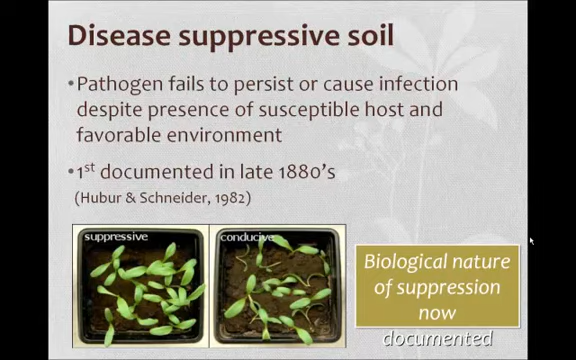 Disease suppressive soil
•Pathogen fails to persist or cause infection
despite presence of susceptible host and
favorable environment
•1st documented in late 1880's
(Hubur & Schneider, 1982)
suppressive
conducive
Biological nature
of suppression
now
documented